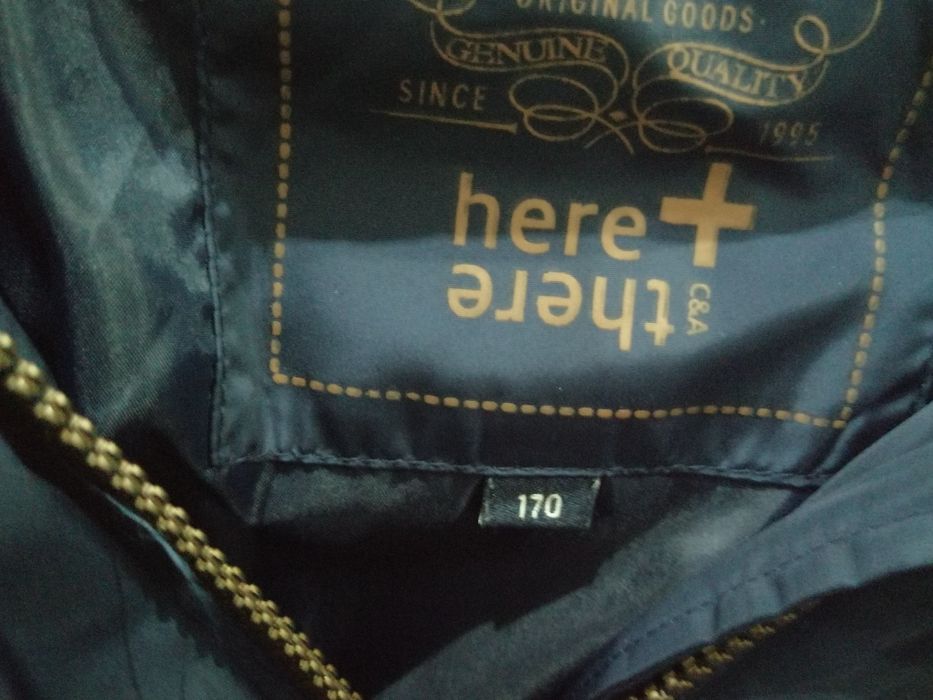 ORIGINAL GOODS
GENUINE QUALITY
SINCE 1995
here +
there C&A
170